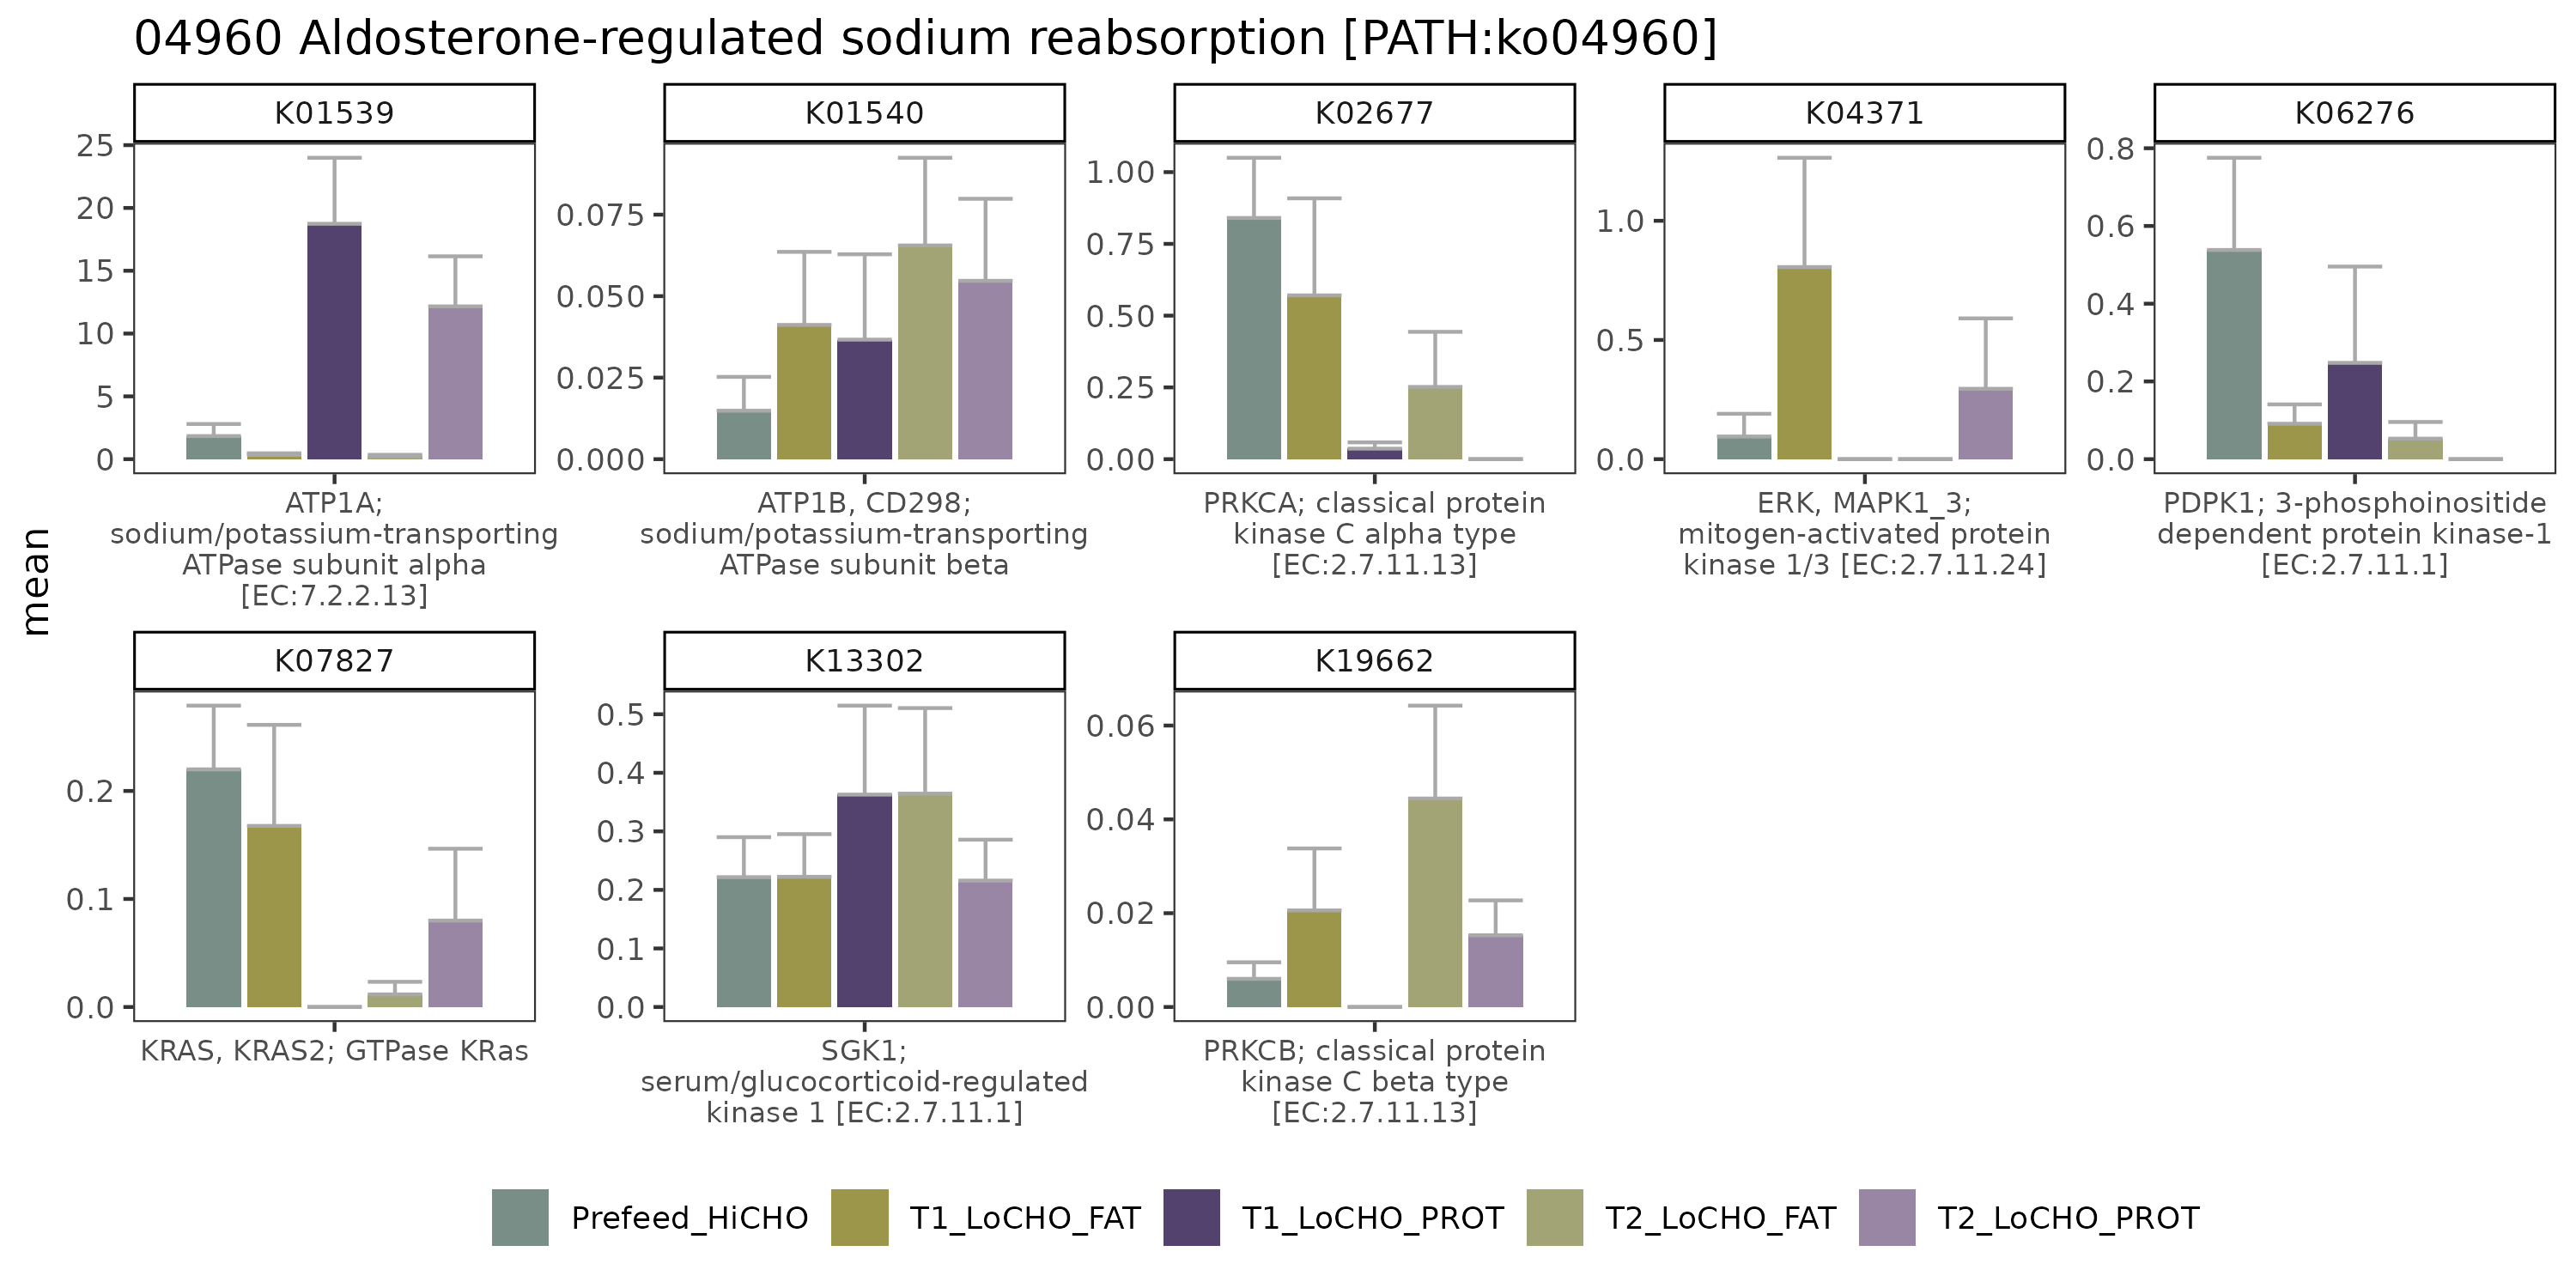 04960 Aldosterone-regulated sodium reabsorption [PATH:ko04960]
mean
K01539
25
20
15
10
5
0
ATP1A;
sodium/potassium-transporting
ATPase subunit alpha
[EC:7.2.2.13]
K01540
0.075
0.050
0.025
0.000
ATP1B, CD298;
sodium/potassium-transporting
ATPase subunit beta
K02677
1.00
0.75
0.50
0.25
0.00
PRKCA; classical protein
kinase C alpha type
[EC:2.7.11.13]
K04371
1.0
0.5
0.0
ERK, MAPK1_3;
mitogen-activated protein
kinase 1/3 [EC:2.7.11.24]
K06276
0.8
0.6
0.4
0.2
0.0
PDPK1; 3-phosphoinositide
dependent protein kinase-1
[EC:2.7.11.1]
K07827
0.2
0.1
0.0
KRAS, KRAS2; GTPase KRas
K13302
0.5
0.4
0.3
0.2
0.1
0.0
SGK1;
serum/glucocorticoid-regulated
kinase 1 [EC:2.7.11.1]
K19662
0.06
0.04
0.02
0.00
PRKCB; classical protein
kinase C beta type
[EC:2.7.11.13]
Prefeed_HiCHO
T1_LoCHO_FAT
T1_LoCHO_PROT
T2_LoCHO_FAT
T2_LoCHO_PROT